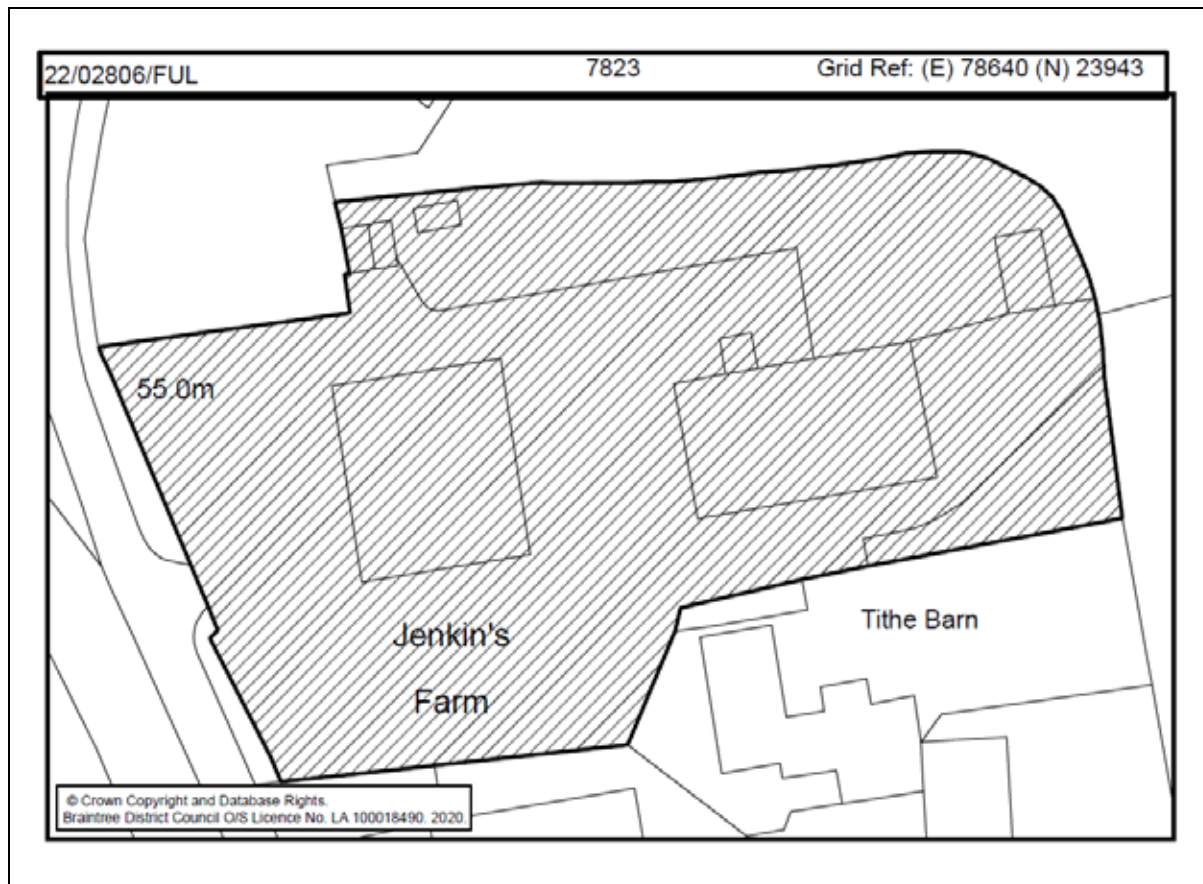 22/02806/FUL 7823 Grid Ref: (E) 78640 (N) 23943
55.0m
Jenkin's
Farm
Tithe Barn
© Crown Copyright and Database Rights.
Braintree District Council O/S Licence No. LA 100018490. 2020.